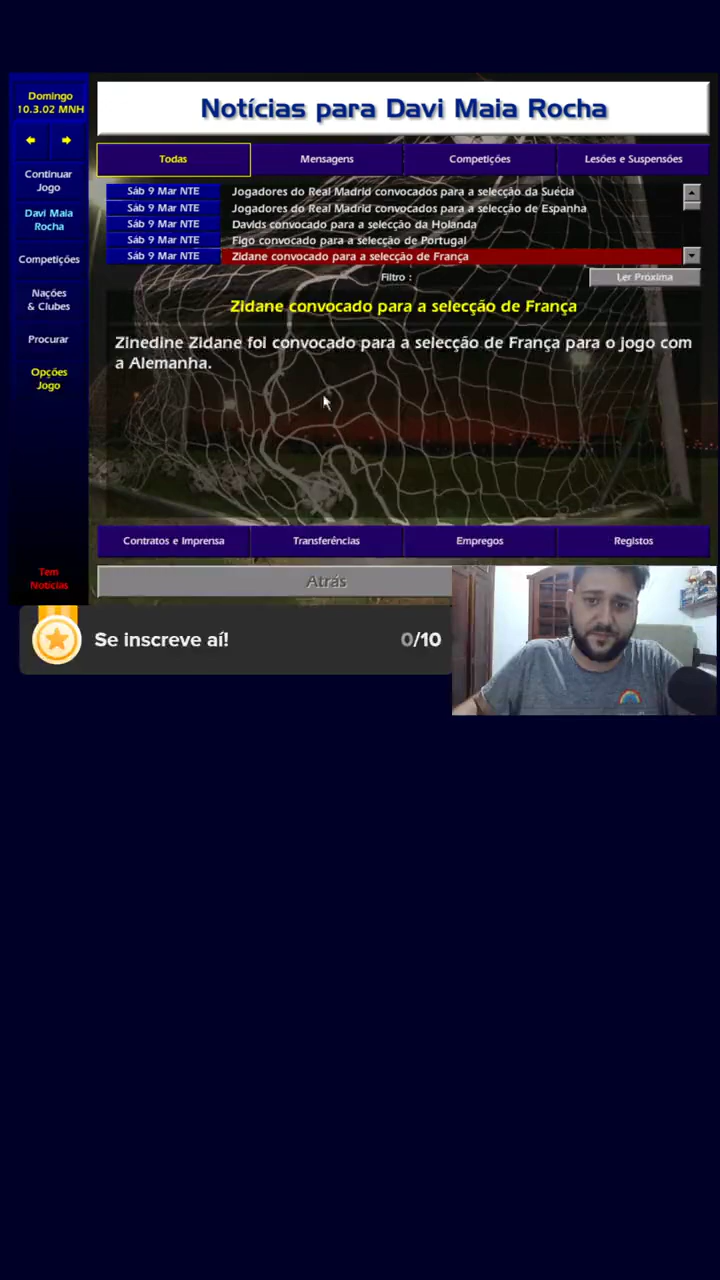 Domingo
10.3.02 MNH
Notícias para Davi Maia Rocha
Todas
Mensagens
Competições
Lesões e Suspensões
Continuar
Jogo
Davi Maia
Rocha
Competições
Nações
& Clubes
Procurar
Opções
Jogo
Sáb 9 Mar NTE Jogadores do Real Madrid convocados para a selecção da Suécia
Sáb 9 Mar NTE Jogadores do Real Madrid convocados para a selecção de Espanha
Sáb 9 Mar NTE Davids convocado para a selecção da Holanda
Sáb 9 Mar NTE Figo convocado para a selecção de Portugal
Sáb 9 Mar NTE Zidane convocado para a selecção de França
Filtro :
Ler Próxima
Zidane convocado para a selecção de França
Zinedine Zidane foi convocado para a selecção de França para o jogo com
a Alemanha.
Contratos e Imprensa
Transferências
Empregos
Registos
Tem
Notícias
Atrás
Se inscreve aí!
0/10